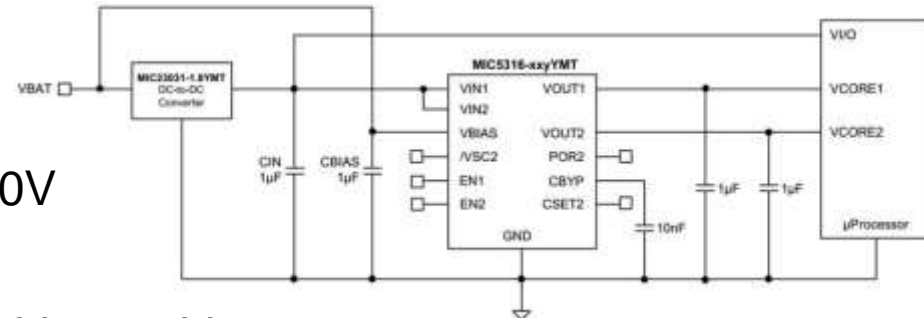 VI/O
MIC5316-xxyYMT
MIC23031-1.8YMT
DC-to-DC
Converter
VBAT
VIN1
VOUT1
VCORE1
VIN2
VBIAS
VOUT2
VCORE2
/VSC2
POR2
CIN
1µF
CBIAS
1µF
EN1
CBYP
1µF
1µF
0V
EN2
CSET2
10nF
µProcessor
GND